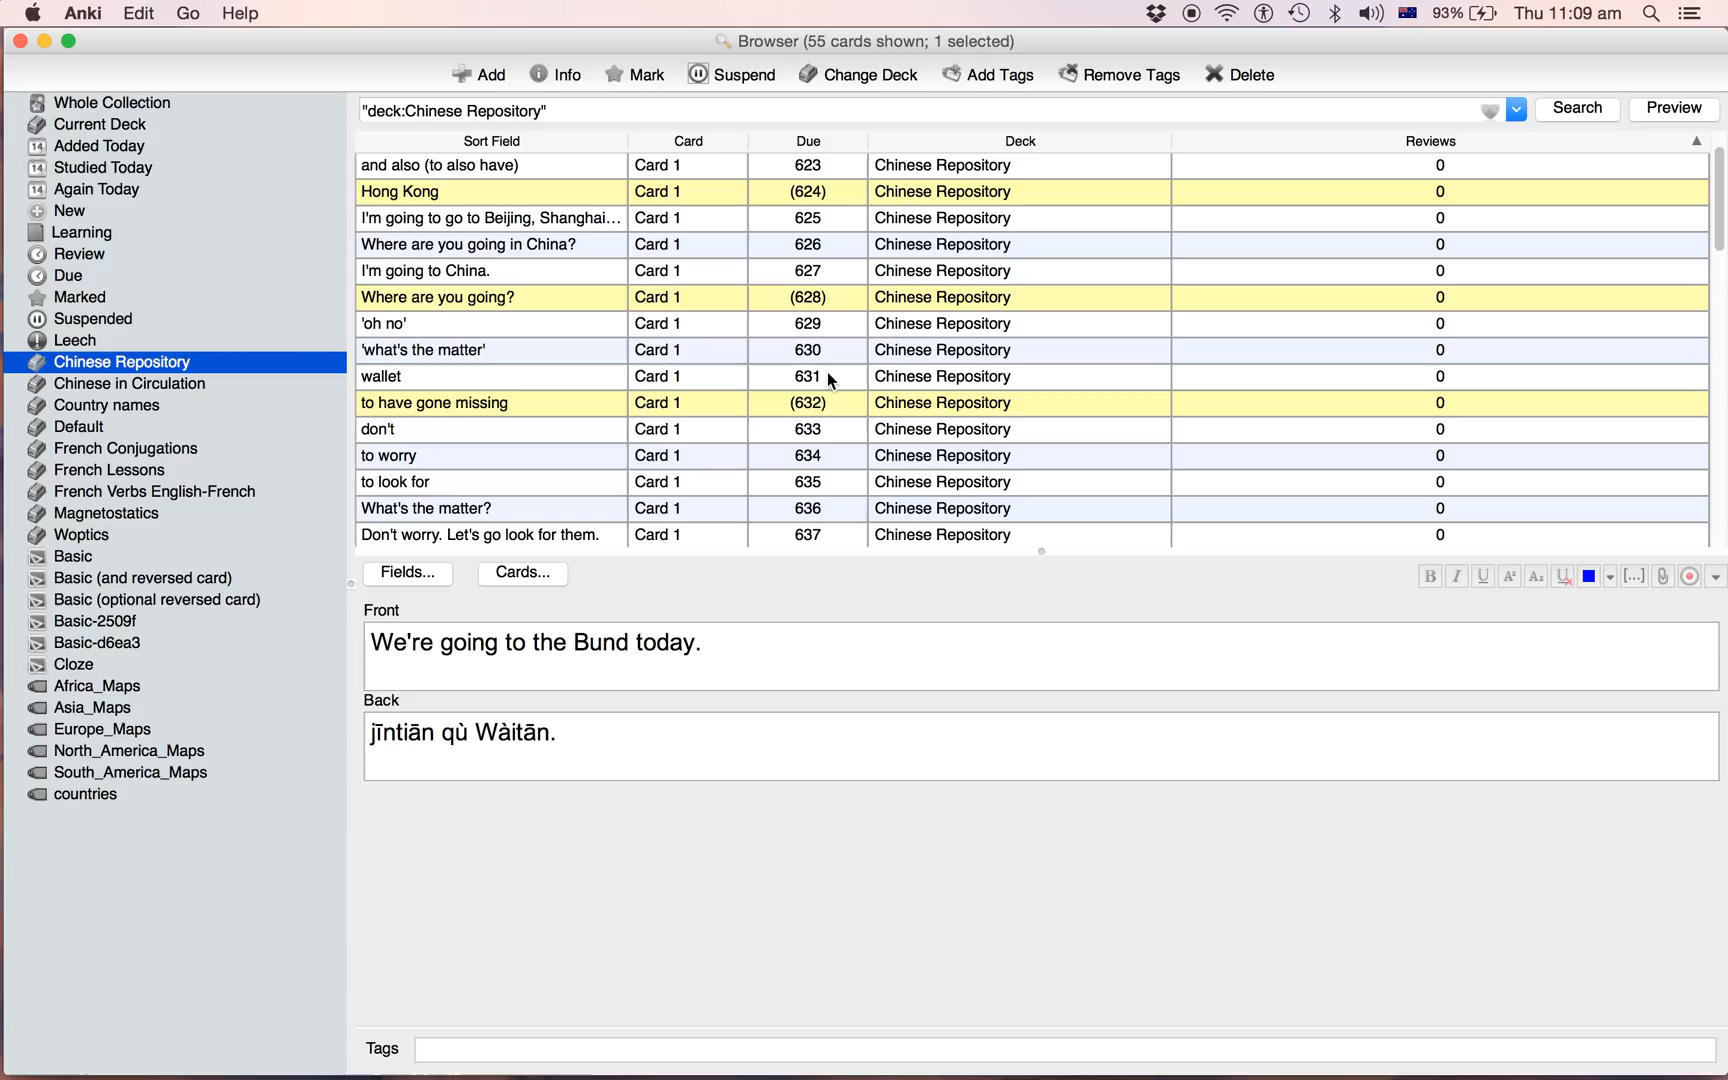 Anki Edit Go Help 93% Thu 11:09 am
Browser (55 cards shown; 1 selected)
Add Info Mark Suspend Change Deck Add Tags Remove Tags Delete
Whole Collection
Current Deck
Added Today
Studied Today
Again Today
New
Learning
Review
Due
Marked
Suspended
Leech
Chinese Repository
Chinese in Circulation
Country names
Default
French Conjugations
French Lessons
French Verbs English-French
Magnetostatics
Woptics
Basic
Basic (and reversed card)
Basic (optional reversed card)
Basic-2509f
Basic-d6ea3
Cloze
Africa_Maps
Asia_Maps
Europe_Maps
North_America_Maps
South_America_Maps
countries
"deck:Chinese Repository" Search Preview
Sort Field Card Due Deck Reviews
and also (to also have) Card 1 623 Chinese Repository 0
Hong Kong Card 1 (624) Chinese Repository 0
I'm going to go to Beijing, Shanghai... Card 1 625 Chinese Repository 0
Where are you going in China? Card 1 626 Chinese Repository 0
I'm going to China. Card 1 627 Chinese Repository 0
Where are you going? Card 1 (628) Chinese Repository 0
'oh no' Card 1 629 Chinese Repository 0
'what's the matter' Card 1 630 Chinese Repository 0
wallet Card 1 631 Chinese Repository 0
to have gone missing Card 1 (632) Chinese Repository 0
don't Card 1 633 Chinese Repository 0
to worry Card 1 634 Chinese Repository 0
to look for Card 1 635 Chinese Repository 0
What's the matter? Card 1 636 Chinese Repository 0
Don't worry. Let's go look for them. Card 1 637 Chinese Repository 0
Fields... Cards... B I U A² A₂ U [...]
Front
We're going to the Bund today.
Back
jīntiān qù Wàitān.
Tags